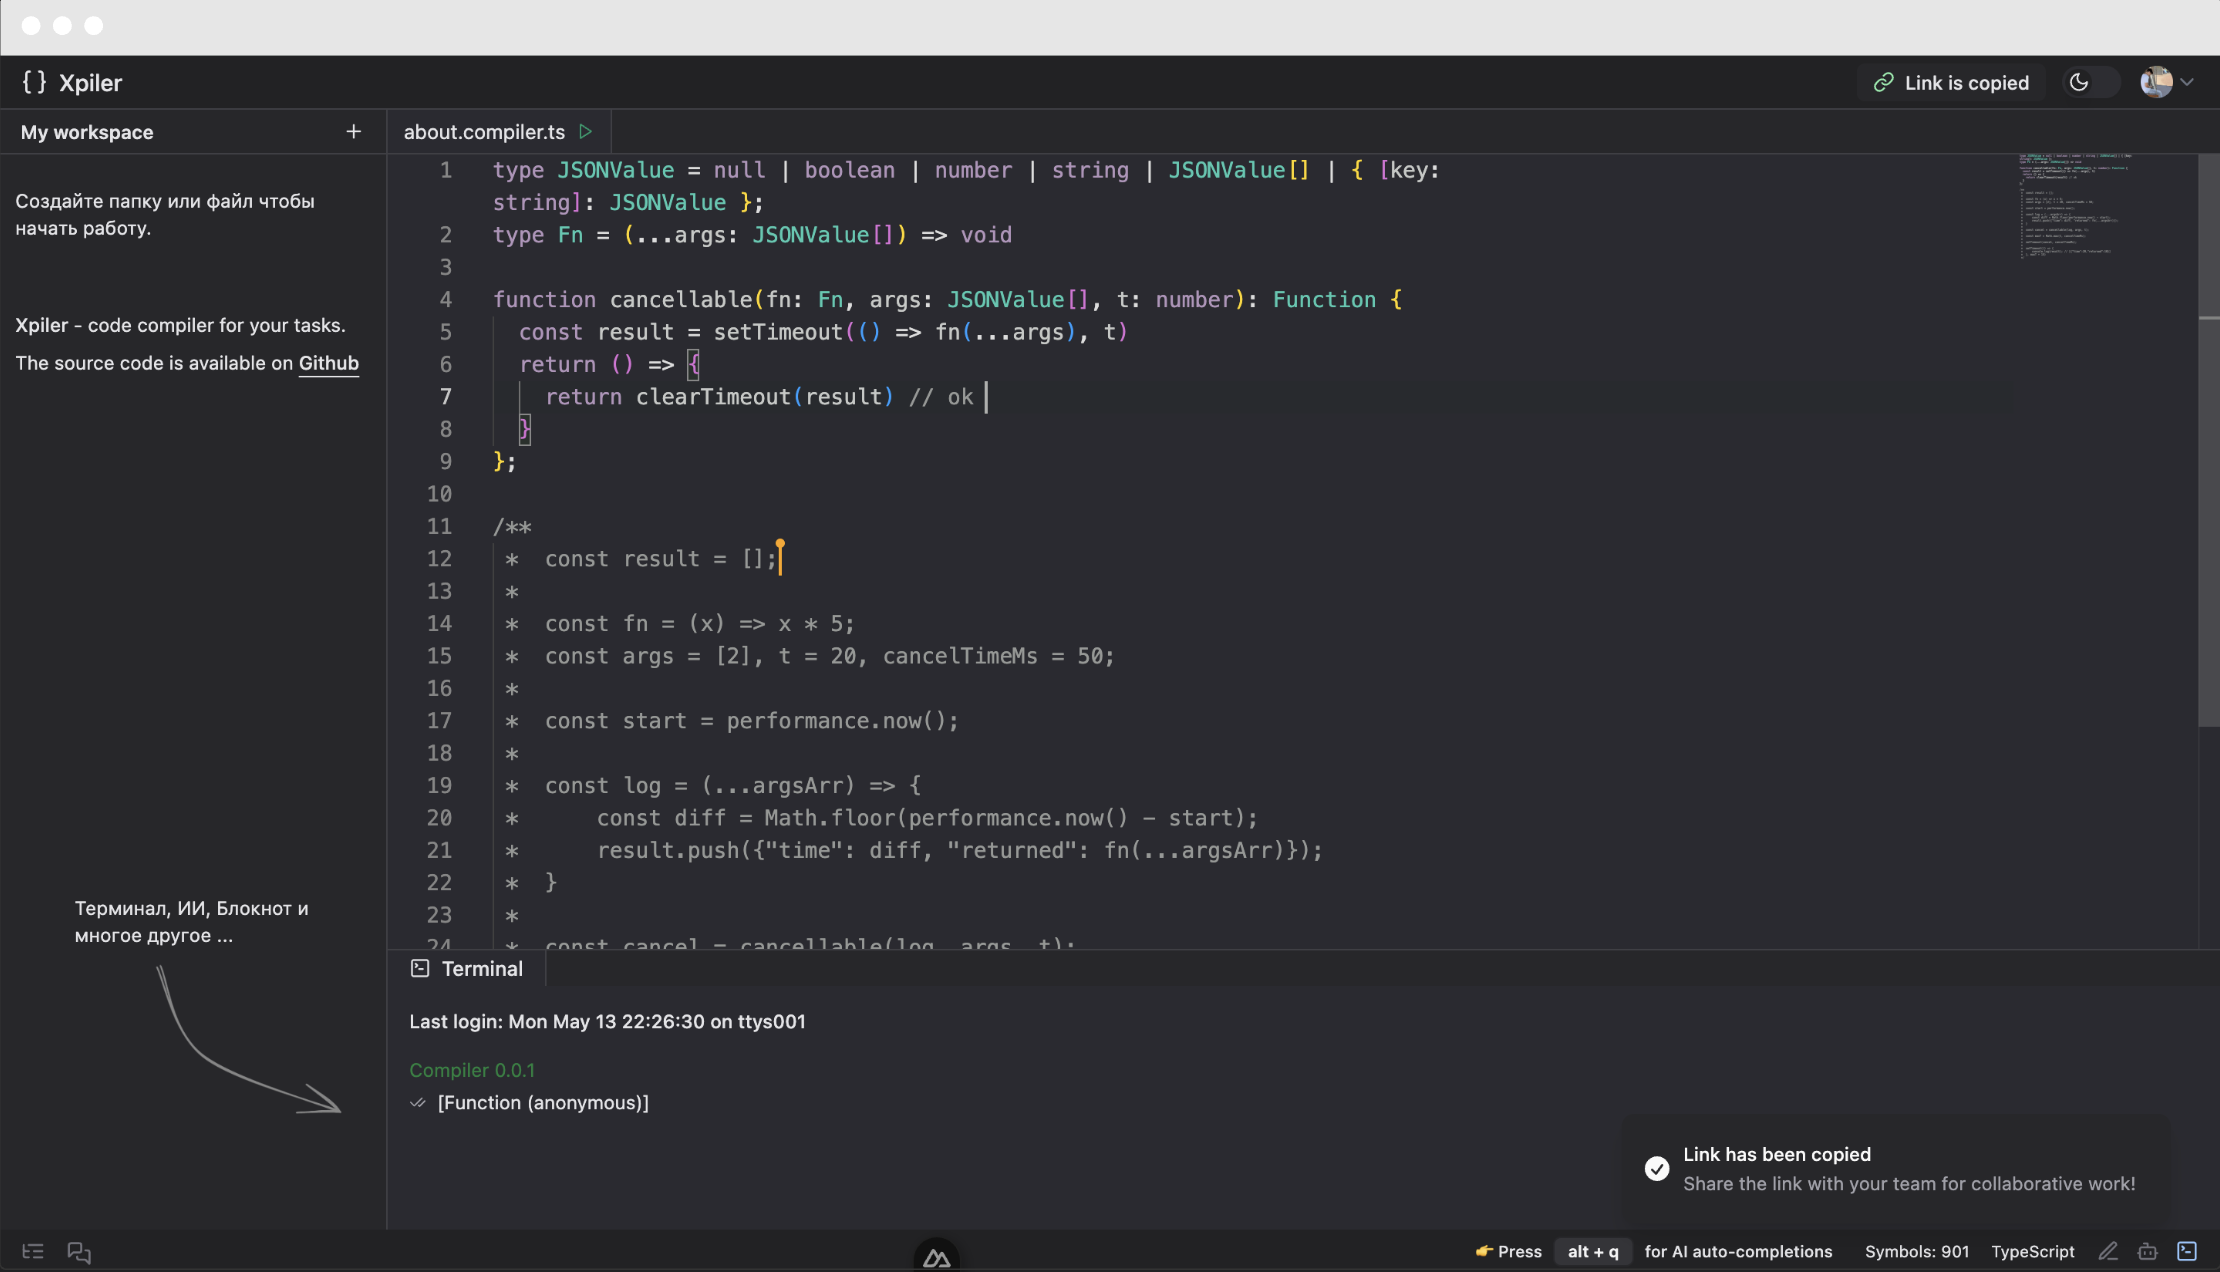 { } Xpiler
Link is copied
My workspace +
about.compiler.ts
Создайте папку или файл чтобы
начать работу.
Xpiler - code compiler for your tasks.
The source code is available on Github
Терминал, ИИ, Блокнот и
многое другое ...
1 type JSONValue = null | boolean | number | string | JSONValue[] | { [key:
string]: JSONValue };
2 type Fn = (...args: JSONValue[]) => void
3
4 function cancellable(fn: Fn, args: JSONValue[], t: number): Function {
5 const result = setTimeout(() => fn(...args), t)
6 return () => {
7 return clearTimeout(result) // ok
8 }
9 };
10
11 /**
12 * const result = [];
13 *
14 * const fn = (x) => x * 5;
15 * const args = [2], t = 20, cancelTimeMs = 50;
16 *
17 * const start = performance.now();
18 *
19 * const log = (...argsArr) => {
20 * const diff = Math.floor(performance.now() - start);
21 * result.push({"time": diff, "returned": fn(...argsArr)});
22 * }
23 *
24 * const cancel = cancellable(log, args, t);
Terminal
Last login: Mon May 13 22:26:30 on ttys001
Compiler 0.0.1
[Function (anonymous)]
Link has been copied
Share the link with your team for collaborative work!
👉 Press alt + q for AI auto-completions Symbols: 901 TypeScript